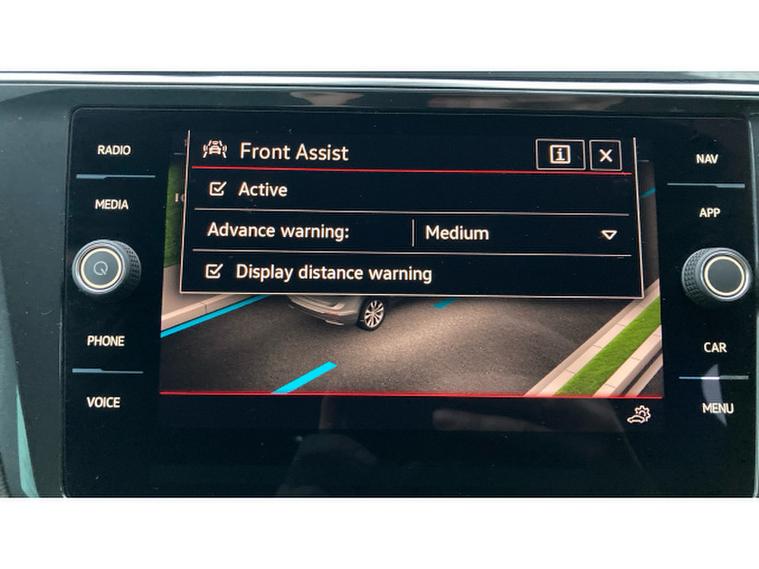 RADIO
MEDIA
PHONE
VOICE
Front Assist
i
Active
Advance warning: Medium
Display distance warning
NAV
APP
CAR
MENU